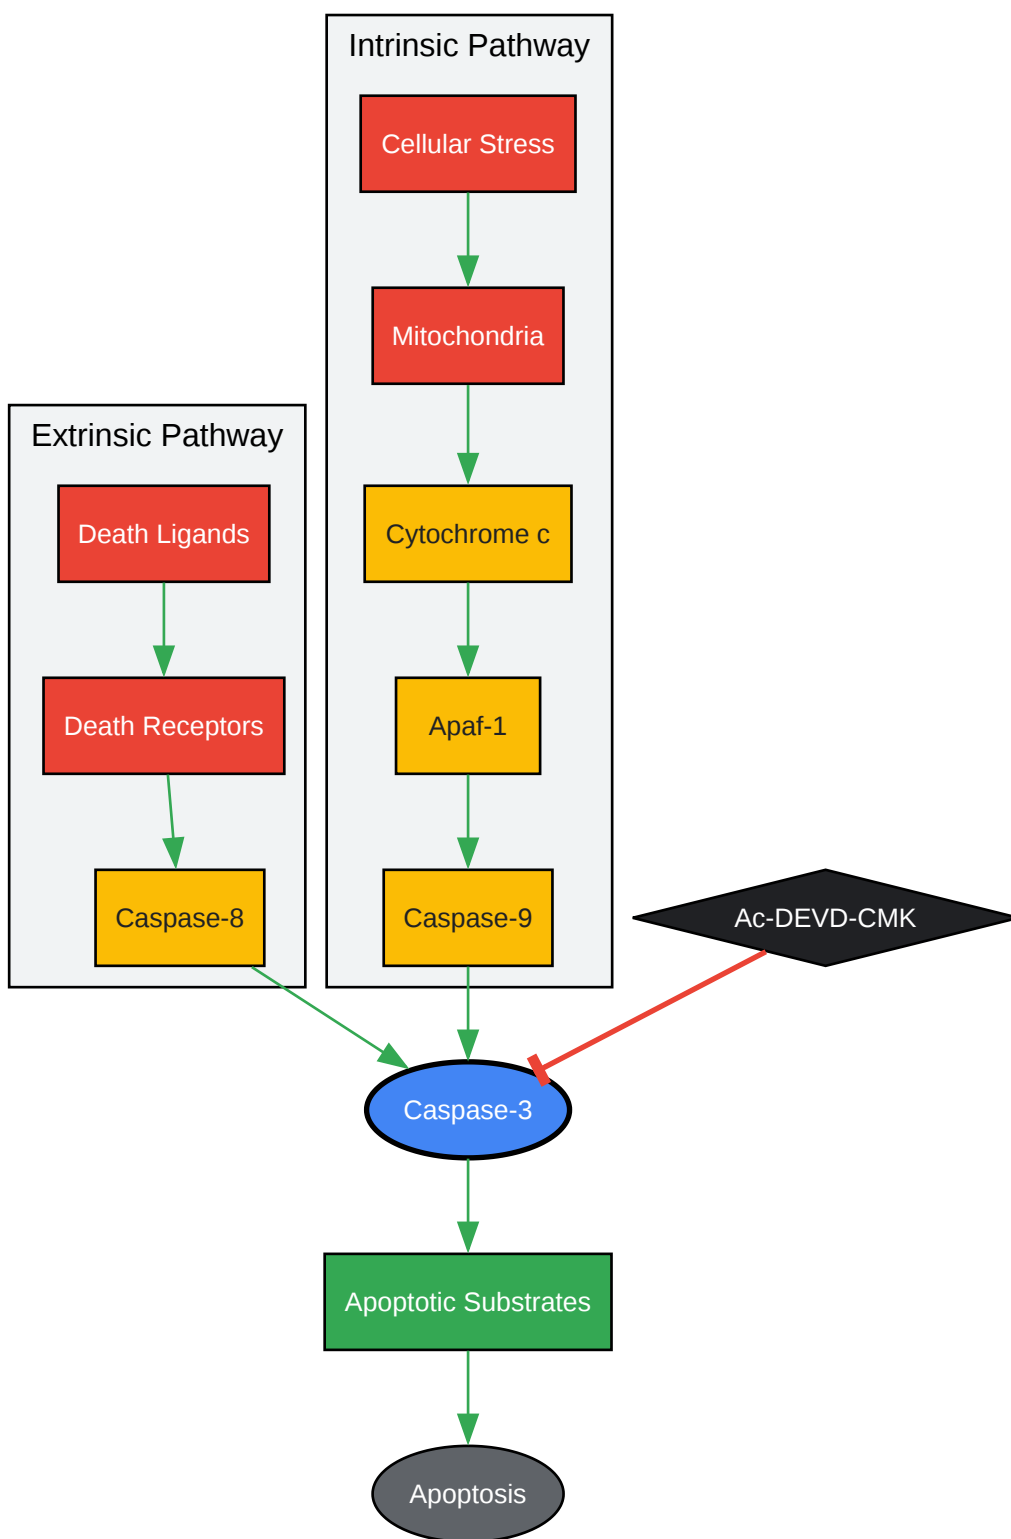 Intrinsic Pathway
Cellular Stress
Mitochondria
Extrinsic Pathway
Death Ligands
Cytochrome c
Death Receptors
Apaf-1
Caspase-8
Caspase-9
Ac-DEVD-CMK
Caspase-3
Apoptotic Substrates
Apoptosis